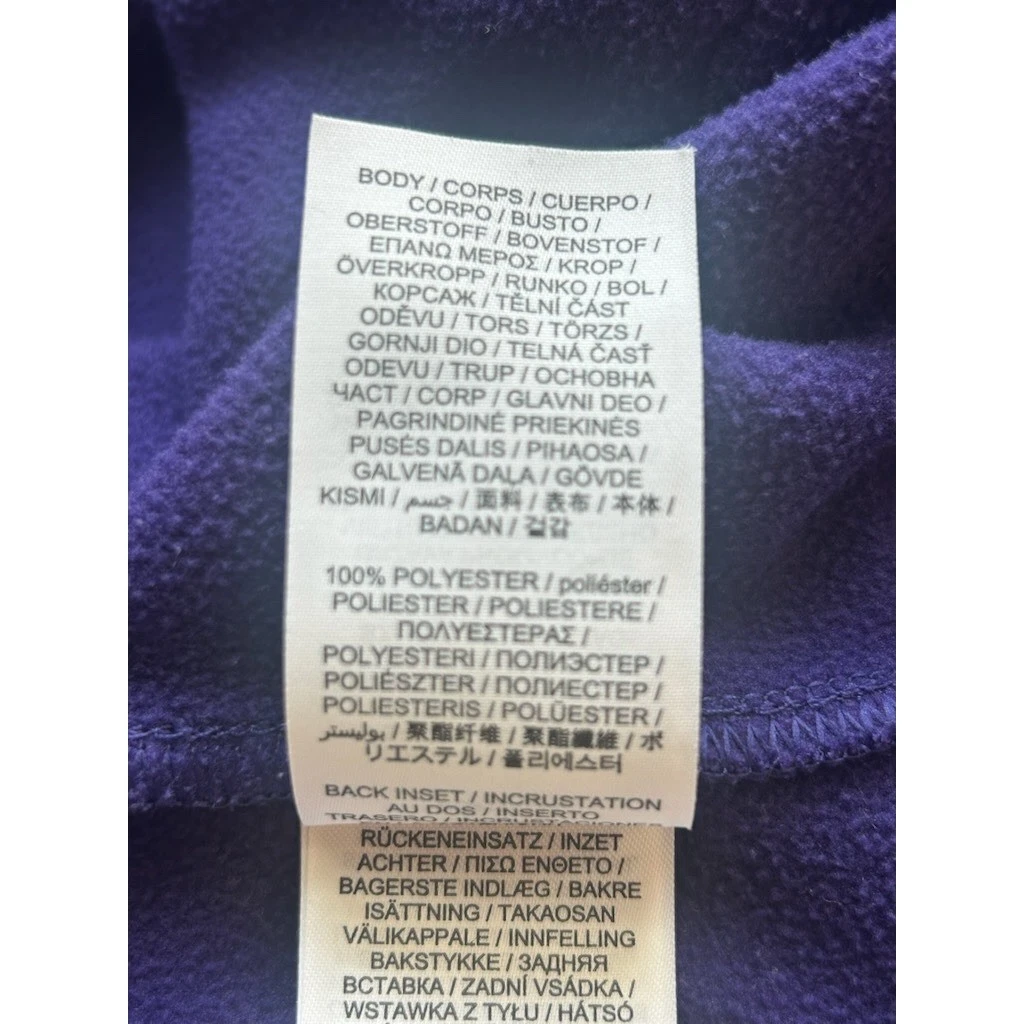 BODY / CORPS / CUERPO /
CORPO / BUSTO /
OBERSTOFF / BOVENSTOF /
ΕΠΑΝΩ ΜΕΡΟΣ / KROP /
ÖVERKROPP / RUNKO / BOL /
КОРСАЖ / TĚLNÍ ČÁST
ODĚVU / TORS / TÖRZS /
GORNJI DIO / TELNÁ ČASŤ
ODEVU / TRUP / ОСНОВНА
ЧАСТ / CORP / GLAVNI DEO /
PAGRINDINĖ PRIEKINĖS
PUSĖS DALIS / PIHAOSA /
GALVENĀ DAĻA / GÖVDE
KISMI / جسم / 面料 / 表布 / 本体 /
BADAN / 겉감
100% POLYESTER / poliéster /
POLIESTER / POLIESTERE /
ΠΟΛΥΕΣΤΕΡΑΣ /
POLYESTERI / ПОЛИЭСТЕР /
POLIÉSZTER / ПОЛИЕСТЕР /
POLIESTERIS / POLÜESTER /
بوليستر / 聚酯纤维 / 聚酯纖維 / ポ
リエステル / 폴리에스터
BACK INSET / INCRUSTATION
AU DOS / INSERTO
TRASERO / INCRUSTACIONES
RÜCKENEINSATZ / INZET
ACHTER / ΠΙΣΩ ΕΝΘΕΤΟ /
BAGERSTE INDLÆG / BAKRE
ISÄTTNING / TAKAOSAN
VÄLIKAPPALE / INNFELLING
BAKSTYKKE / ЗАДНЯЯ
ВСТАВКА / ZADNÍ VSÁDKA /
WSTAWKA Z TYŁU / HÁTSÓ